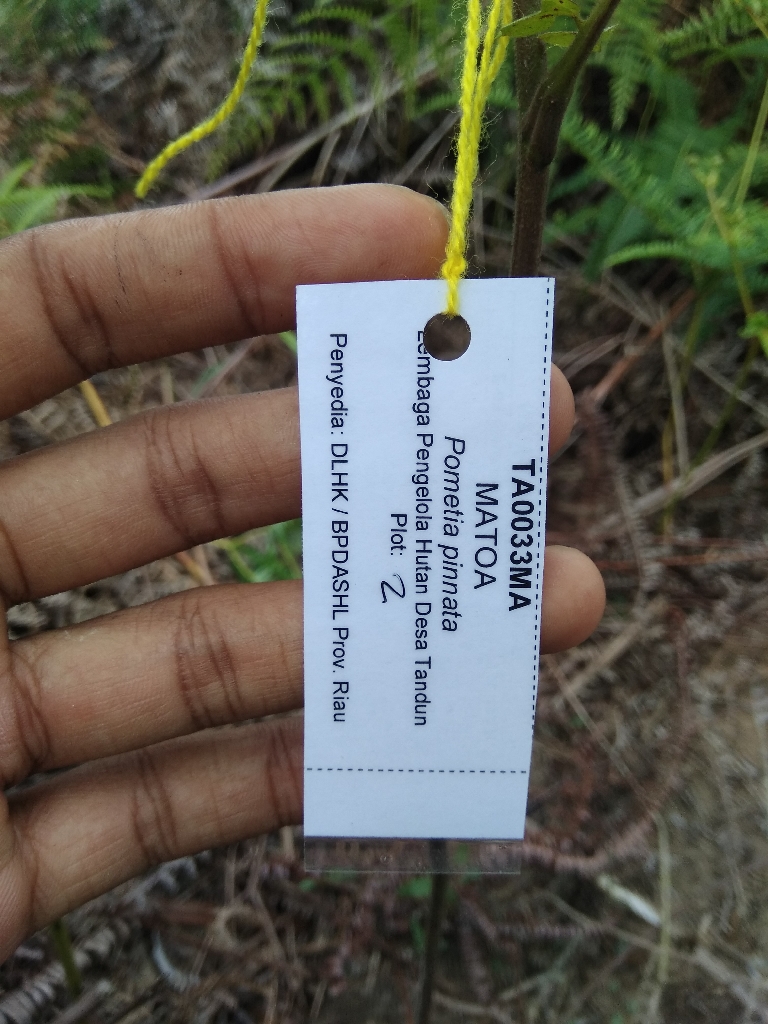 TA0033MA
MATOA
Pometia pinnata
Lembaga Pengelola Hutan Desa Tandun
Plot: 2
Penyedia: DLHK / BPDASHL Prov. Riau